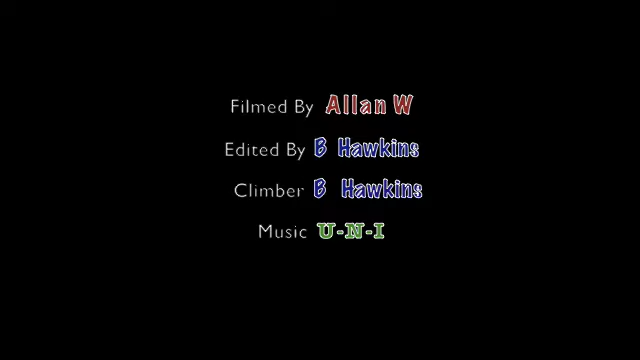 Filmed By Allan W
Edited By B Hawkins
Climber B Hawkins
Music U-N-I